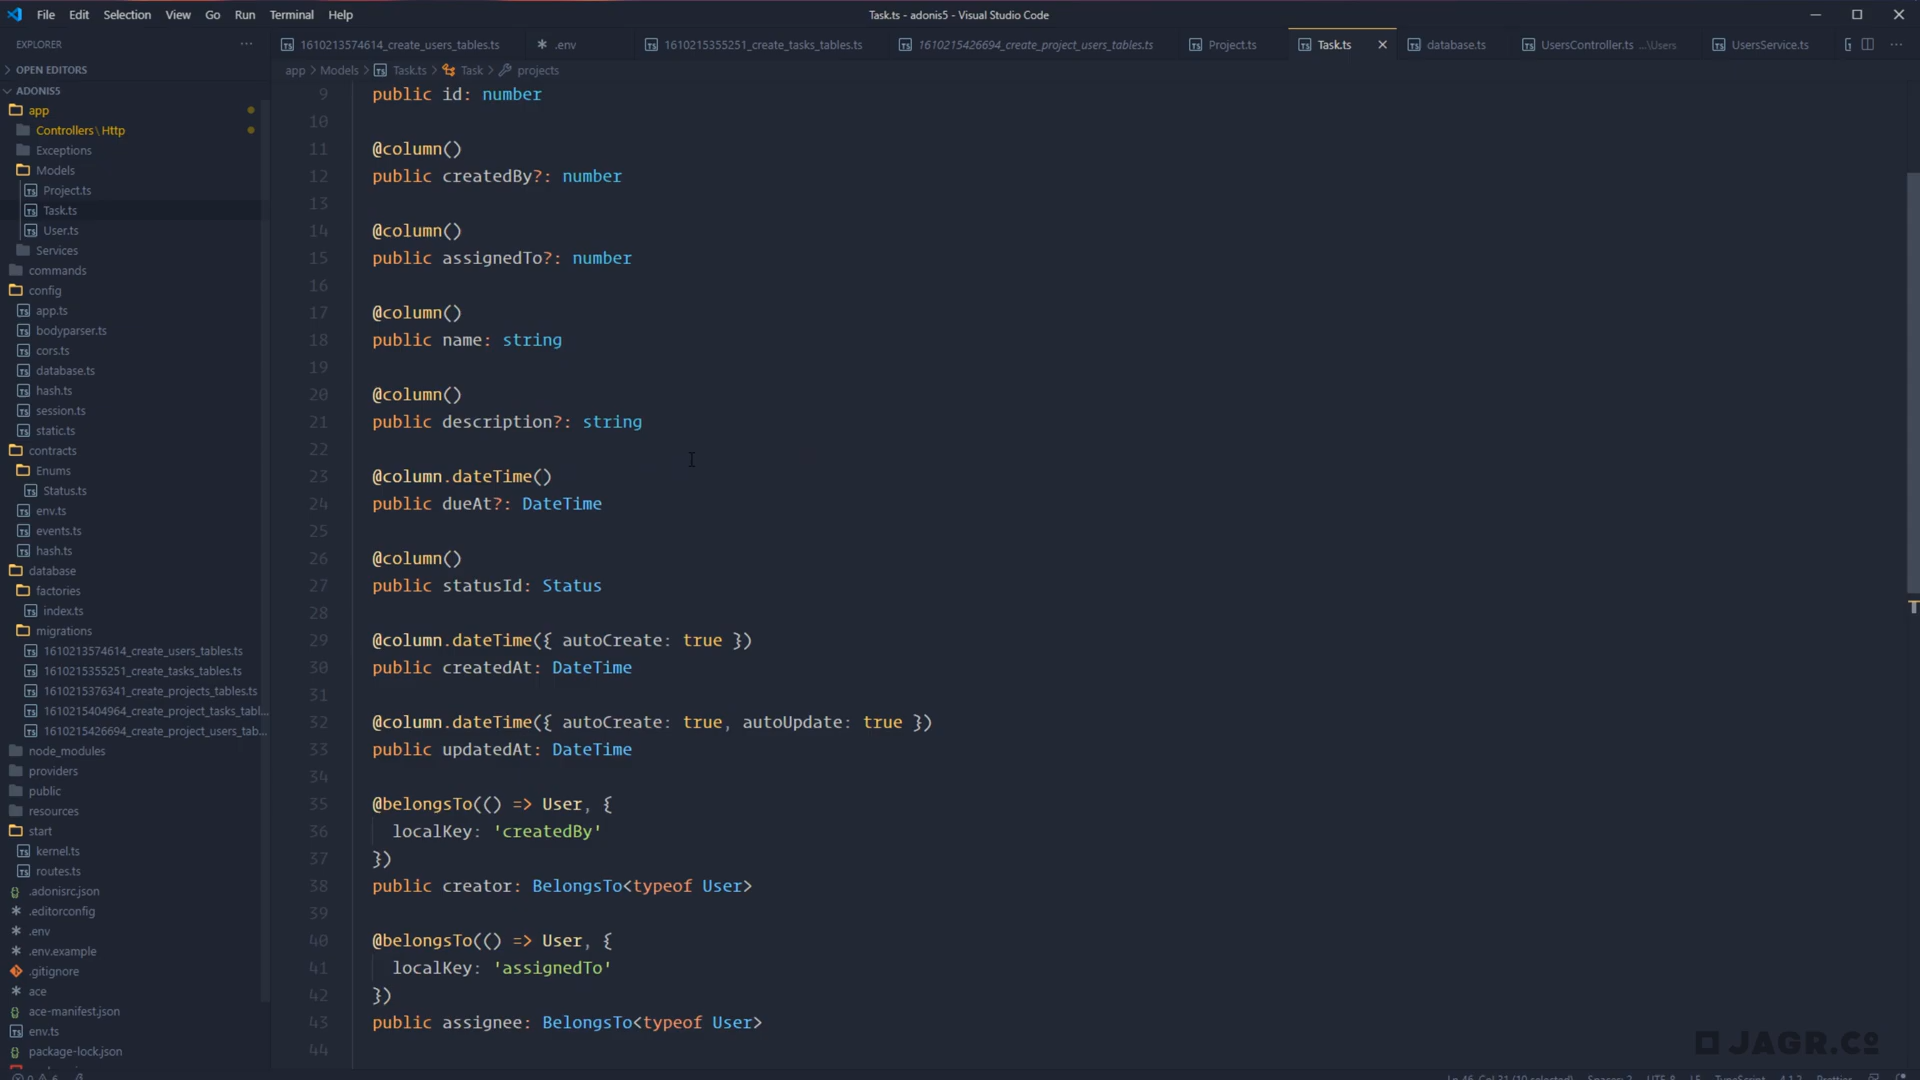 File Edit Selection View Go Run Terminal Help
Task.ts - adonis5 - Visual Studio Code
EXPLORER
1610213574614_create_users_tables.ts
.env
1610215355251_create_tasks_tables.ts
1610215426694_create_project_users_tables.ts
Project.ts
Task.ts
database.ts
UsersController.ts ...\Users
UsersService.ts
OPEN EDITORS
app > Models > Task.ts > Task > projects
ADONIS5
app
Controllers\Http
Exceptions
Models
Project.ts
Task.ts
User.ts
Services
commands
config
app.ts
bodyparser.ts
cors.ts
database.ts
hash.ts
session.ts
static.ts
contracts
Enums
Status.ts
env.ts
events.ts
hash.ts
database
factories
index.ts
migrations
1610213574614_create_users_tables.ts
1610215355251_create_tasks_tables.ts
1610215376341_create_projects_tables.ts
1610215404964_create_project_tasks_tabl...
1610215426694_create_project_users_tab...
node_modules
providers
public
resources
start
kernel.ts
routes.ts
.adonisrc.json
.editorconfig
.env
.env.example
.gitignore
ace
ace-manifest.json
env.ts
package-lock.json
9 public id: number
10
11 @column()
12 public createdBy?: number
13
14 @column()
15 public assignedTo?: number
16
17 @column()
18 public name: string
19
20 @column()
21 public description?: string
22
23 @column.dateTime()
24 public dueAt?: DateTime
25
26 @column()
27 public statusId: Status
28
29 @column.dateTime({ autoCreate: true })
30 public createdAt: DateTime
31
32 @column.dateTime({ autoCreate: true, autoUpdate: true })
33 public updatedAt: DateTime
34
35 @belongsTo(() => User, {
36 localKey: 'createdBy'
37 })
38 public creator: BelongsTo<typeof User>
39
40 @belongsTo(() => User, {
41 localKey: 'assignedTo'
42 })
43 public assignee: BelongsTo<typeof User>
44
JAGR.Co